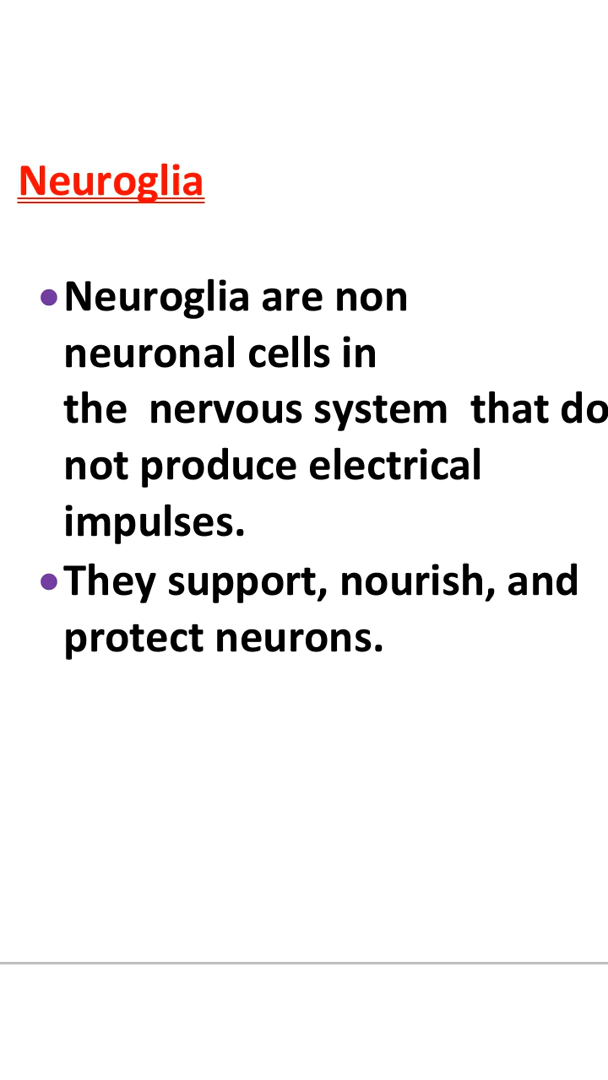 Neuroglia
•Neuroglia are non
neuronal cells in
the  nervous system  that do
not produce electrical
impulses.
•They support, nourish, and
protect neurons.